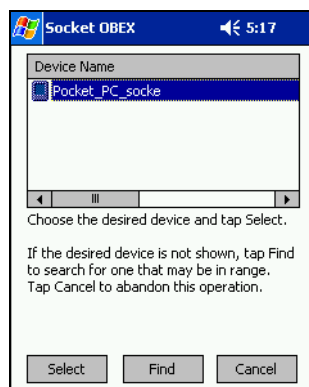 Socket OBEX 5:17
Device Name
Pocket_PC_socke
Choose the desired device and tap Select.
If the desired device is not shown, tap Find
to search for one that may be in range.
Tap Cancel to abandon this operation.
Select Find Cancel